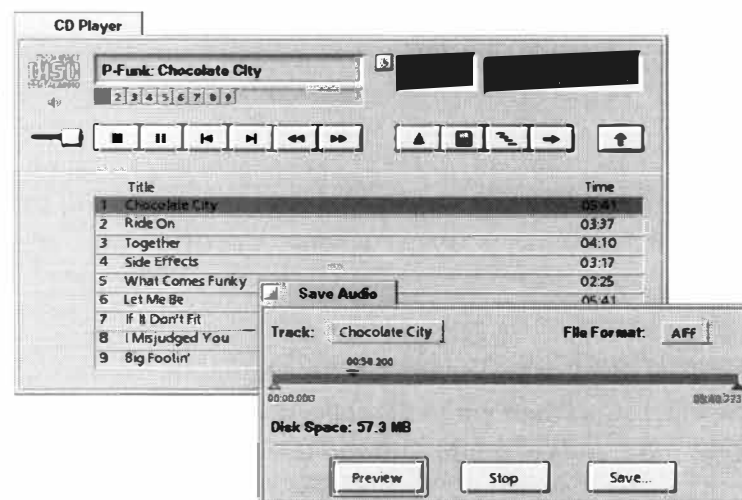 CD Player
P-Funk: Chocolate City
2 3 4 5 6 7 8 9
Title Time
1 Chocolate City 05:41
2 Ride On 03:37
3 Together 04:10
4 Side Effects 03:17
5 What Comes Funky 02:25
6 Let Me Be 05:41
7 If It Don't Fit
8 I Misjudged You
9 Big Footin'
Save Audio
Track: Chocolate City File Format: AFF
00:58.200
00:00.000
Disk Space: 57.3 MB
Preview Stop Save...